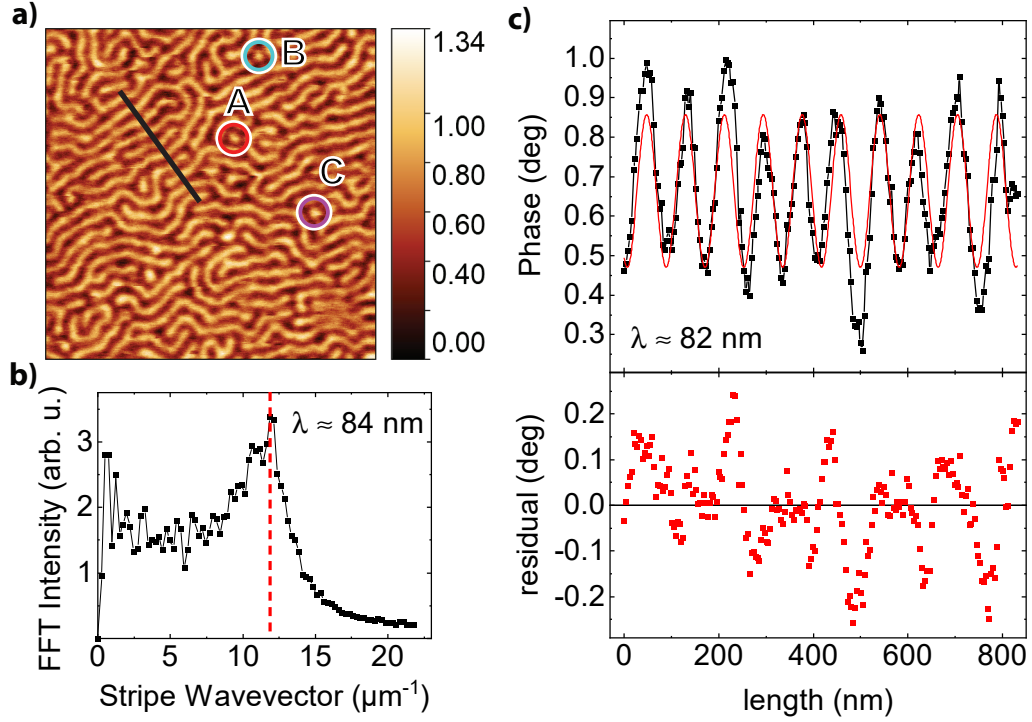 a)
B
A
C
1.34
1.00
0.80
0.60
0.40
0.00
b)
FFT Intensity (arb. u.)
3
2
1
λ ≈ 84 nm
0 5 10 15 20
Stripe Wavevector (µm⁻¹)
c)
Phase (deg)
1.0
0.9
0.8
0.7
0.6
0.5
0.4
0.3
λ ≈ 82 nm
residual (deg)
0.2
0.1
0.0
-0.1
-0.2
0 200 400 600 800
length (nm)